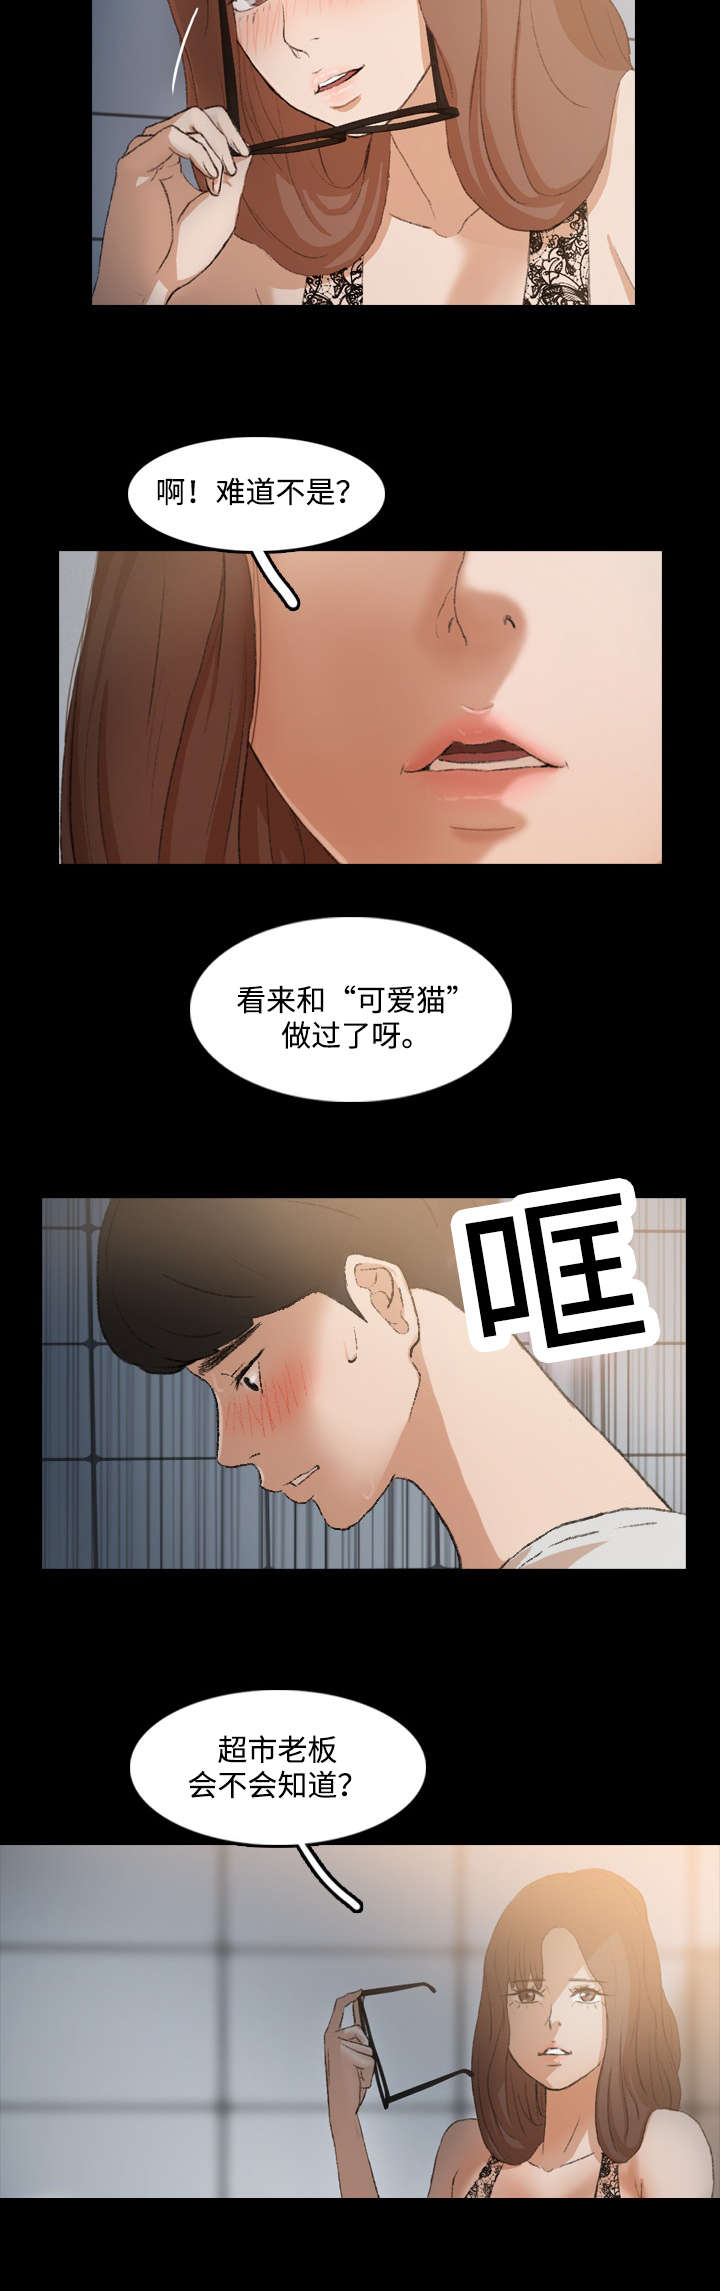 啊！难道不是？
看来和“可爱猫”
做过了呀。
哐
超市老板
会不会知道？